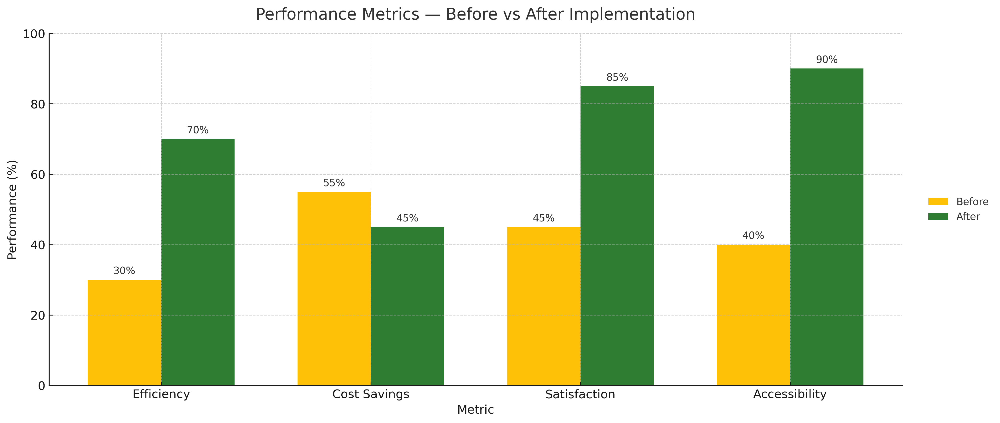 Performance Metrics — Before vs After Implementation
Performance (%)
100
80
60
40
20
0
30%
70%
55%
45%
45%
85%
40%
90%
Efficiency
Cost Savings
Satisfaction
Accessibility
Metric
Before
After